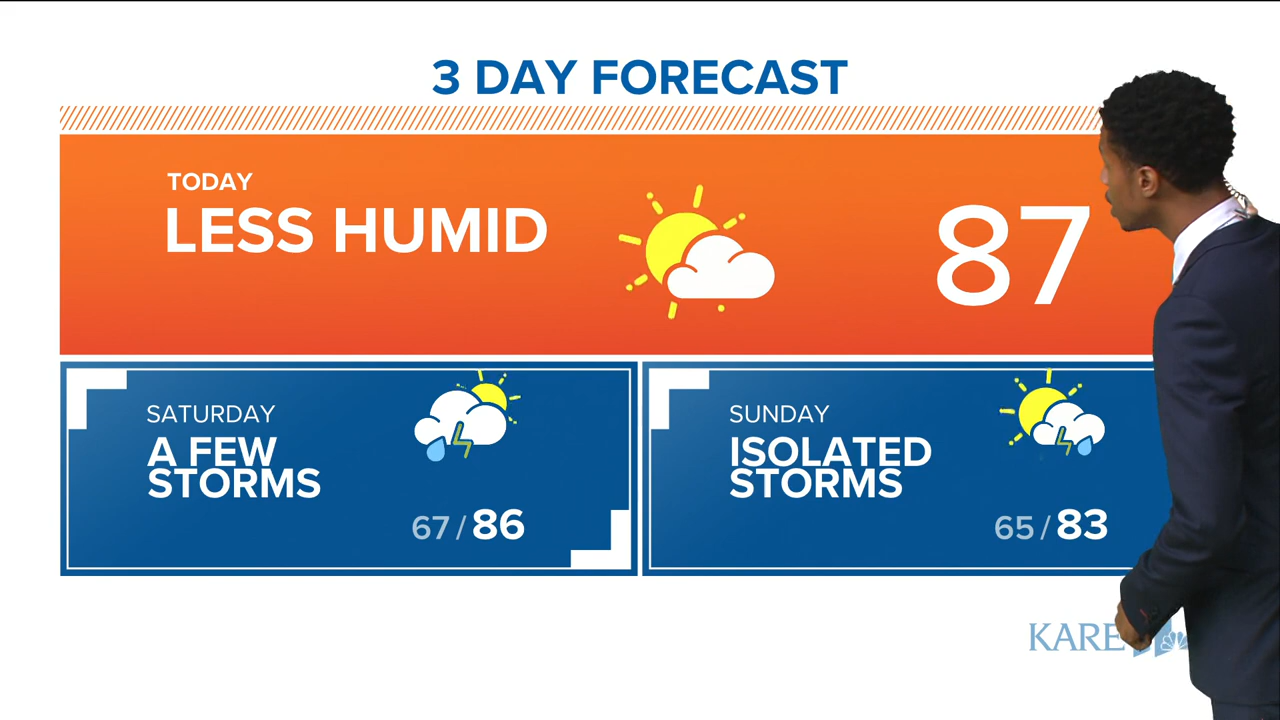 3 DAY FORECAST
TODAY
LESS HUMID
87
SATURDAY
A FEW
STORMS
67/86
SUNDAY
ISOLATED
STORMS
65/83
KARE